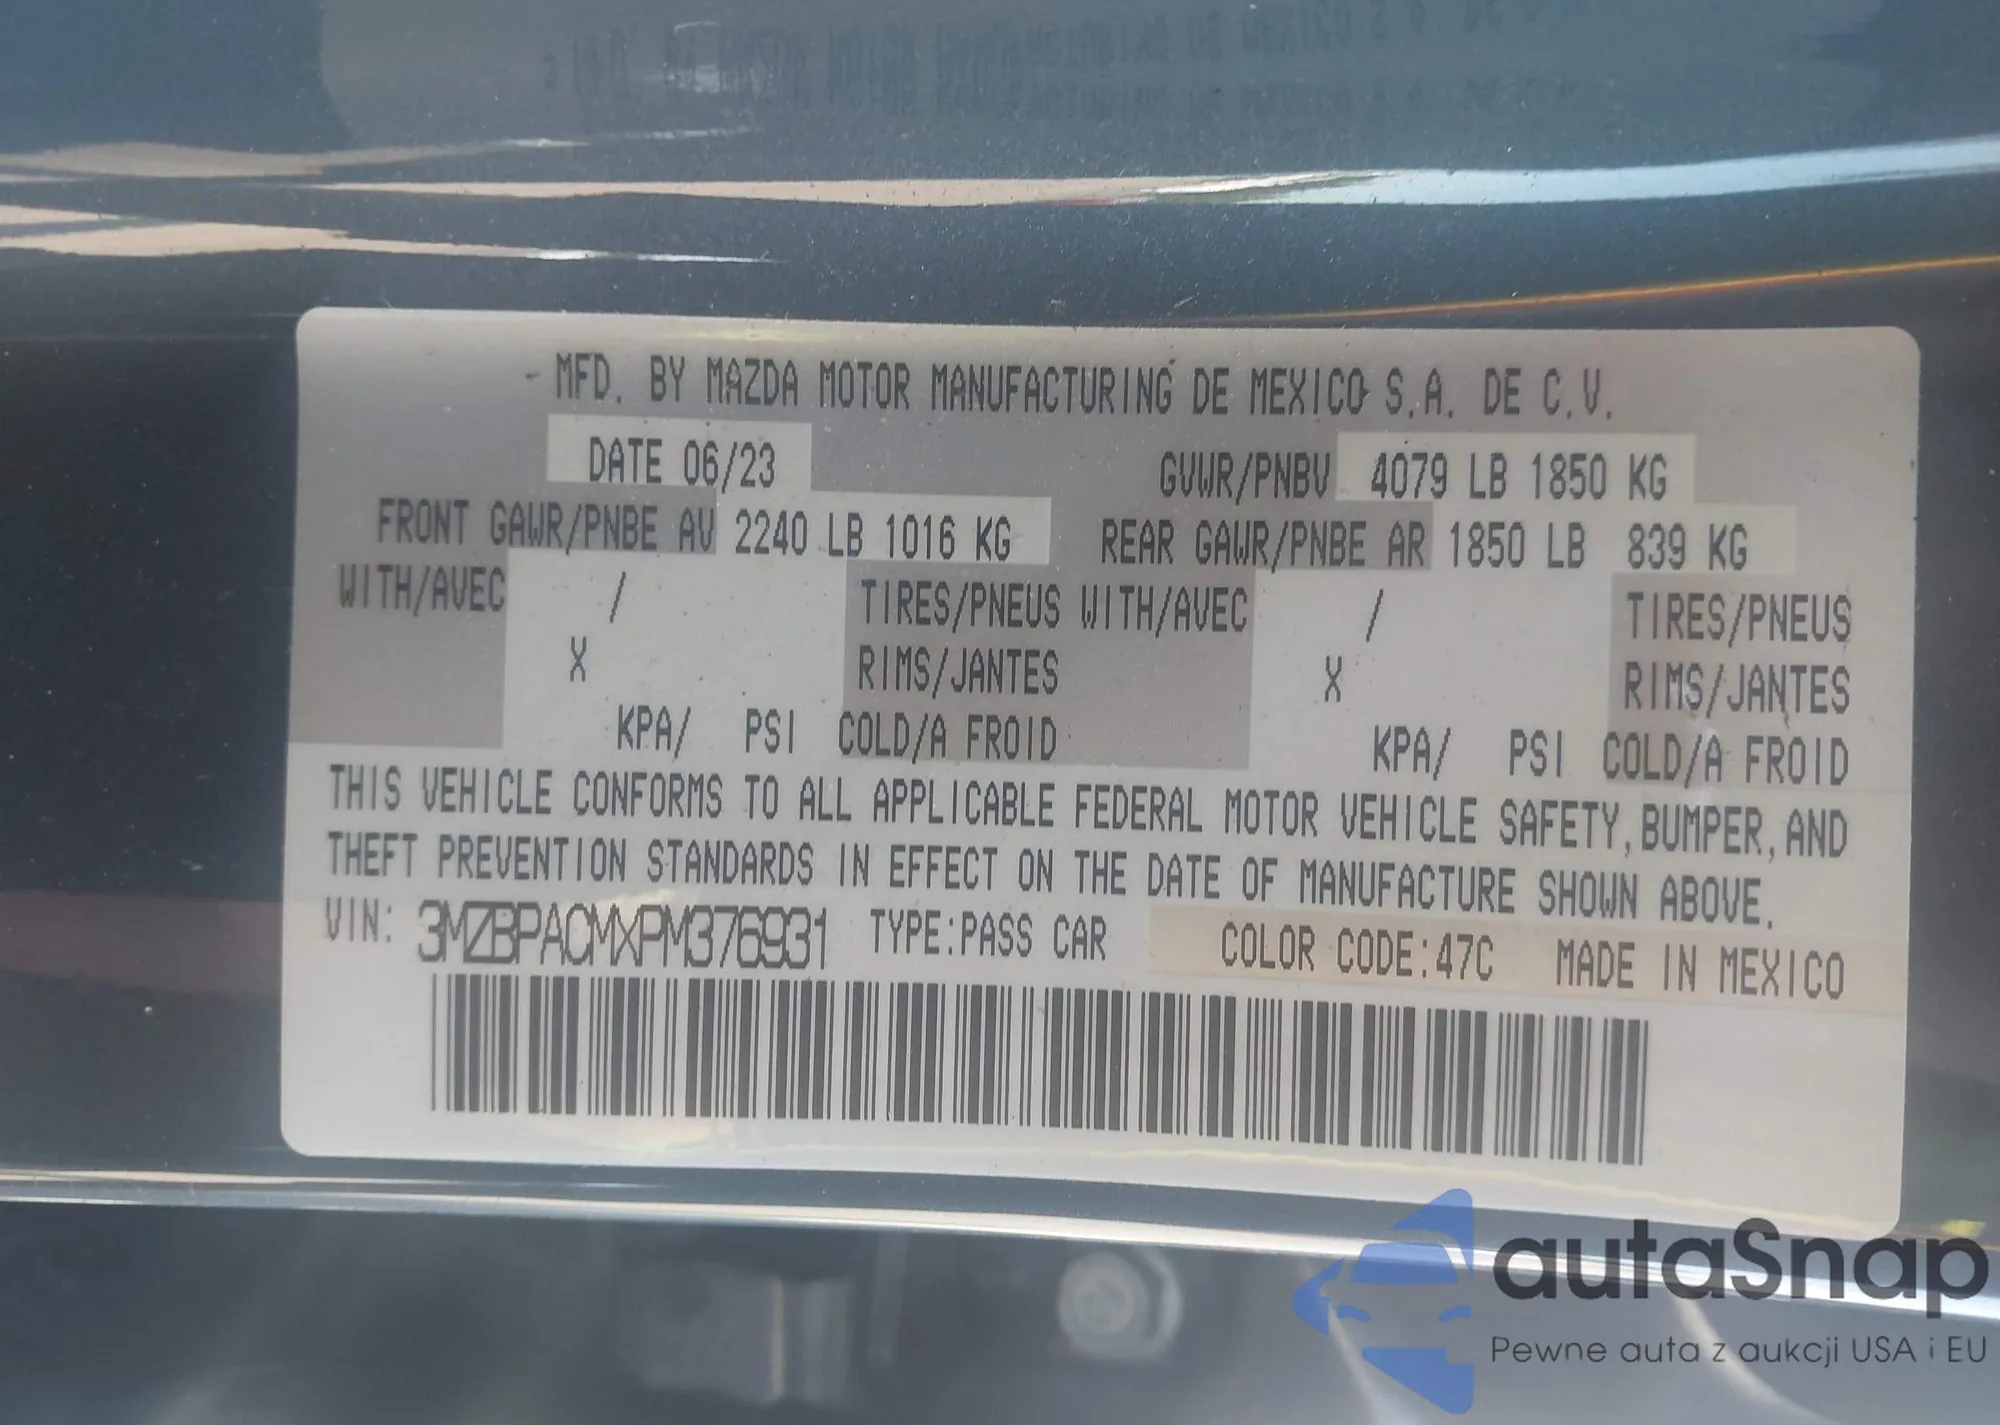 MFD. BY MAZDA MOTOR MANUFACTURING DE MEXICO S.A. DE C.V.
DATE 06/23 GVWR/PNBV 4079 LB 1850 KG
FRONT GAWR/PNBE AV 2240 LB 1016 KG REAR GAWR/PNBE AR 1850 LB 839 KG
WITH/AVEC / TIRES/PNEUS WITH/AVEC / TIRES/PNEUS
X RIMS/JANTES X RIMS/JANTES
KPA/ PSI COLD/A FROID KPA/ PSI COLD/A FROID
THIS VEHICLE CONFORMS TO ALL APPLICABLE FEDERAL MOTOR VEHICLE SAFETY, BUMPER, AND
THEFT PREVENTION STANDARDS IN EFFECT ON THE DATE OF MANUFACTURE SHOWN ABOVE.
VIN: 3MZBPACMXPM376931 TYPE:PASS CAR COLOR CODE:47C MADE IN MEXICO
autaSnap
Pewne auta z aukcji USA i EU